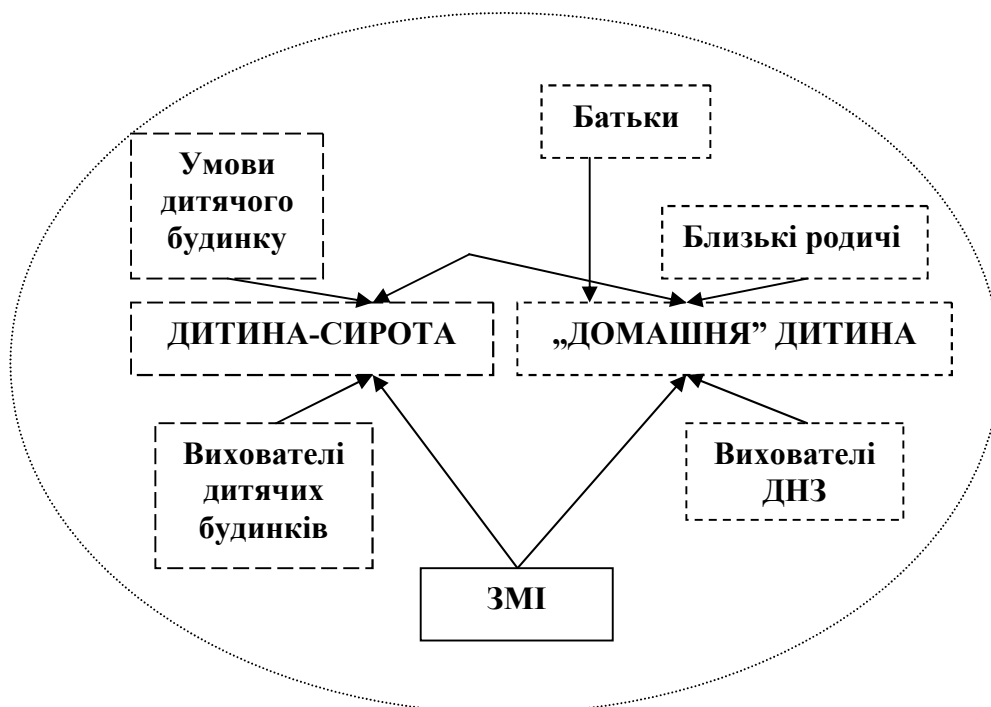 Батьки
Умови
дитячого
будинку
Близькі родичі
ДИТИНА-СИРОТА
„ДОМАШНЯ” ДИТИНА
Вихователі
дитячих
будинків
Вихователі
ДНЗ
ЗМІ